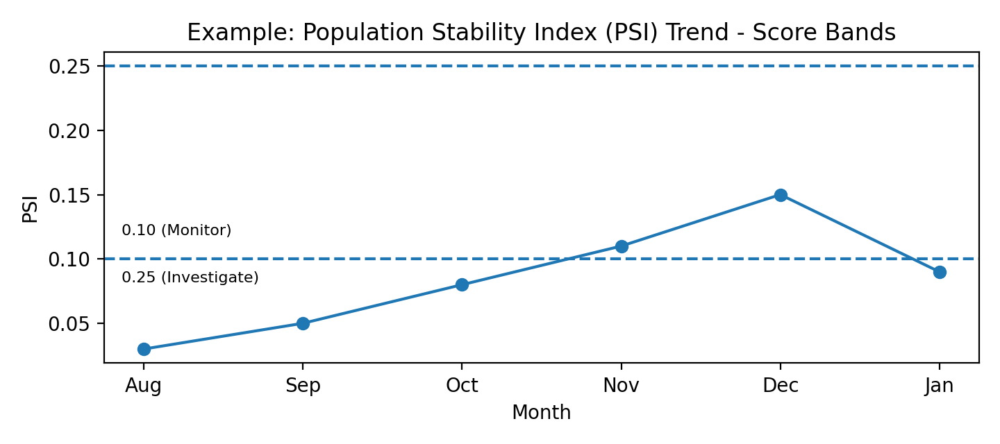 Example: Population Stability Index (PSI) Trend - Score Bands
0.25
0.20
0.15
0.10 (Monitor)
0.10
0.25 (Investigate)
0.05
PSI
Aug Sep Oct Nov Dec Jan
Month